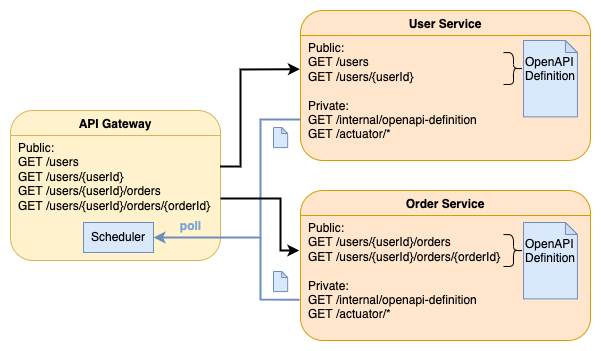 User Service
Public:
GET /users
GET /users/{userId}
OpenAPI
Definition
Private:
GET /internal/openapi-definition
GET /actuator/*
API Gateway
Public:
GET /users
GET /users/{userId}
GET /users/{userId}/orders
GET /users/{userId}/orders/{orderId}
Scheduler
poll
Order Service
Public:
GET /users/{userId}/orders
GET /users/{userId}/orders/{orderId}
OpenAPI
Definition
Private:
GET /internal/openapi-definition
GET /actuator/*